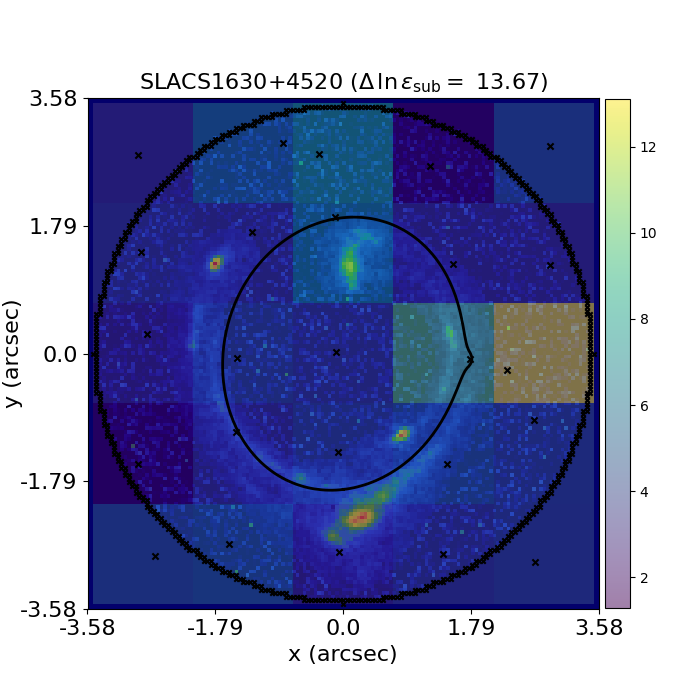 SLACS1630+4520 (Δ ln ε_sub = 13.67)
3.58
1.79
0.0
-1.79
-3.58
y (arcsec)
-3.58 -1.79 0.0 1.79 3.58
x (arcsec)
12
10
8
6
4
2